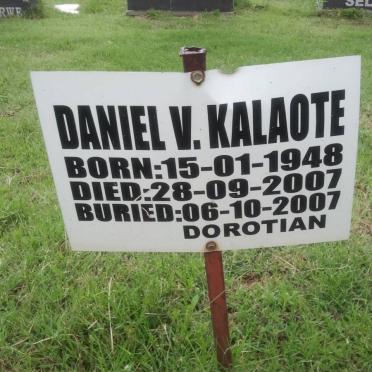 DANIEL V. KALAOTE
BORN:15-01-1948
DIED:28-09-2007
BURIED:06-10-2007
DOROTIAN